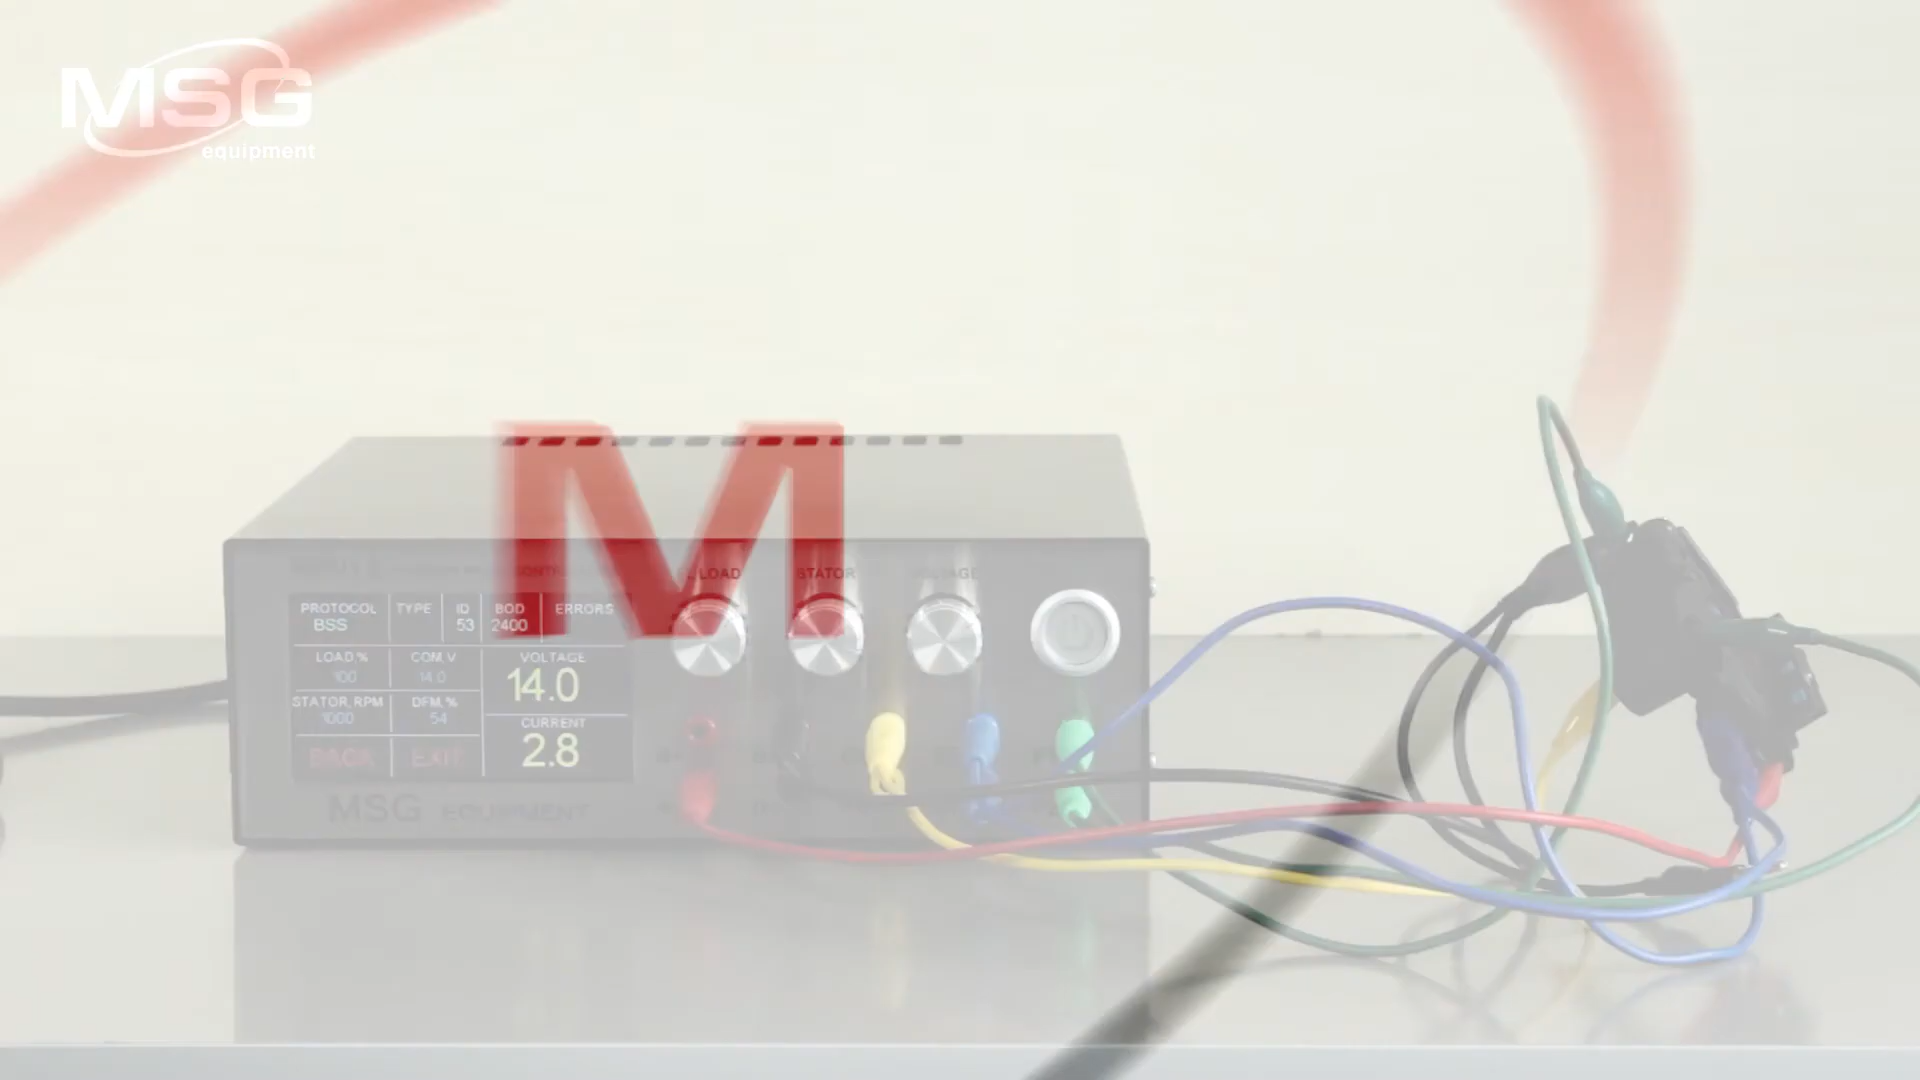 MSG
equipment
M
LOAD STATOR VOLTAGE
PROTOCOL TYPE ID BOD ERRORS
BSS 53 2400
LOAD,% COM,V VOLTAGE
100 14.0 14.0
STATOR, RPM DFM,% CURRENT
1000 54 2.8
BACK EXIT
MSG EQUIPMENT